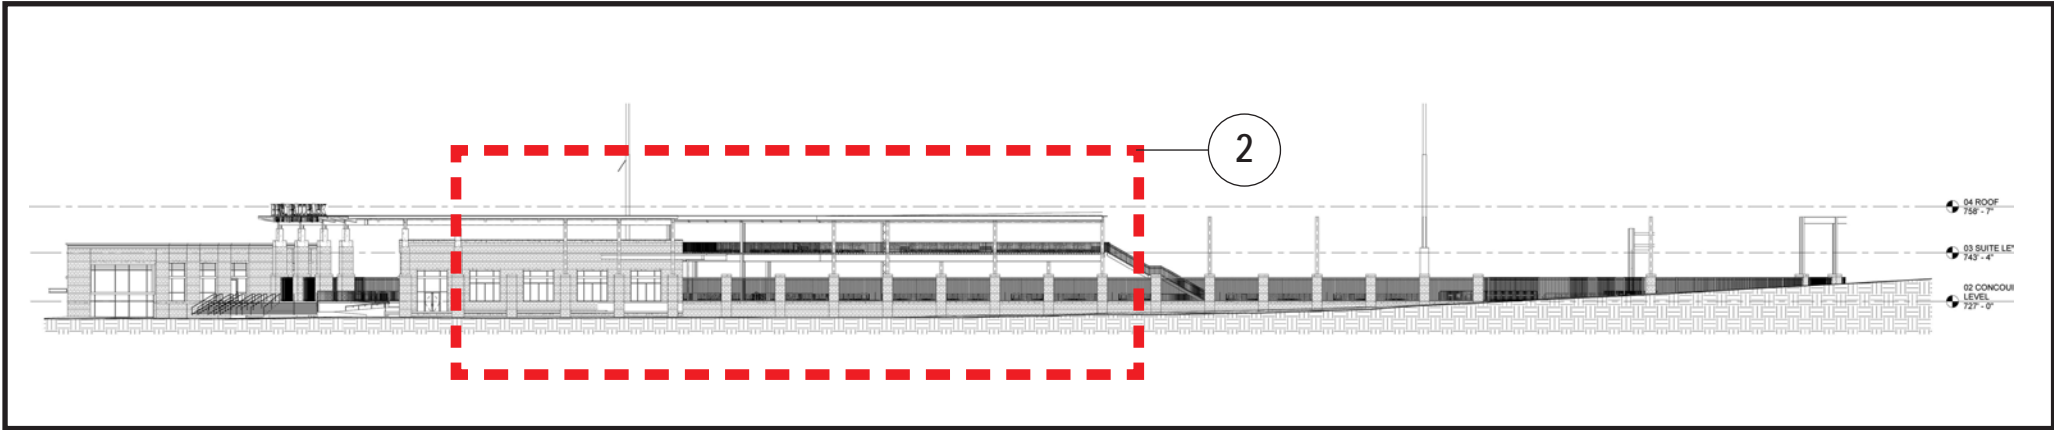 2
04 ROOF
758' - 7"
03 SUITE LE
743' - 4"
02 CONCOU
LEVEL
727' - 0"